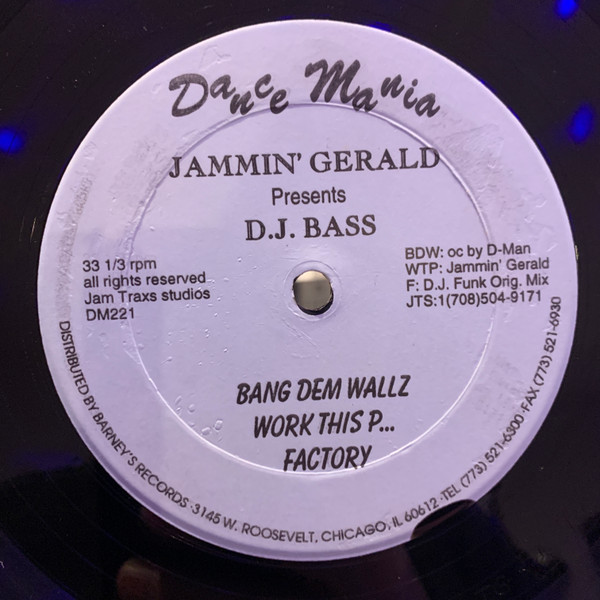 Dance Mania
JAMMIN' GERALD
Presents
D.J. BASS
33 1/3 rpm
all rights reserved
Jam Traxs studios
DM221
BDW: oc by D-Man
WTP: Jammin' Gerald
F: D.J. Funk Orig. Mix
JTS:1(708)504-9171
BANG DEM WALLZ
WORK THIS P...
FACTORY
DISTRIBUTED BY BARNEY'S RECORDS · 3145 W. ROOSEVELT, CHICAGO, IL 60612 · TEL (773) 521-6300 · FAX (773) 521-6930